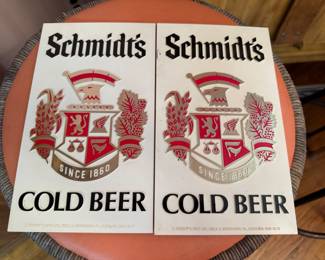 Schmidt's
SINCE 1860
COLD BEER
Schmidt's
SINCE 1860
COLD BEER